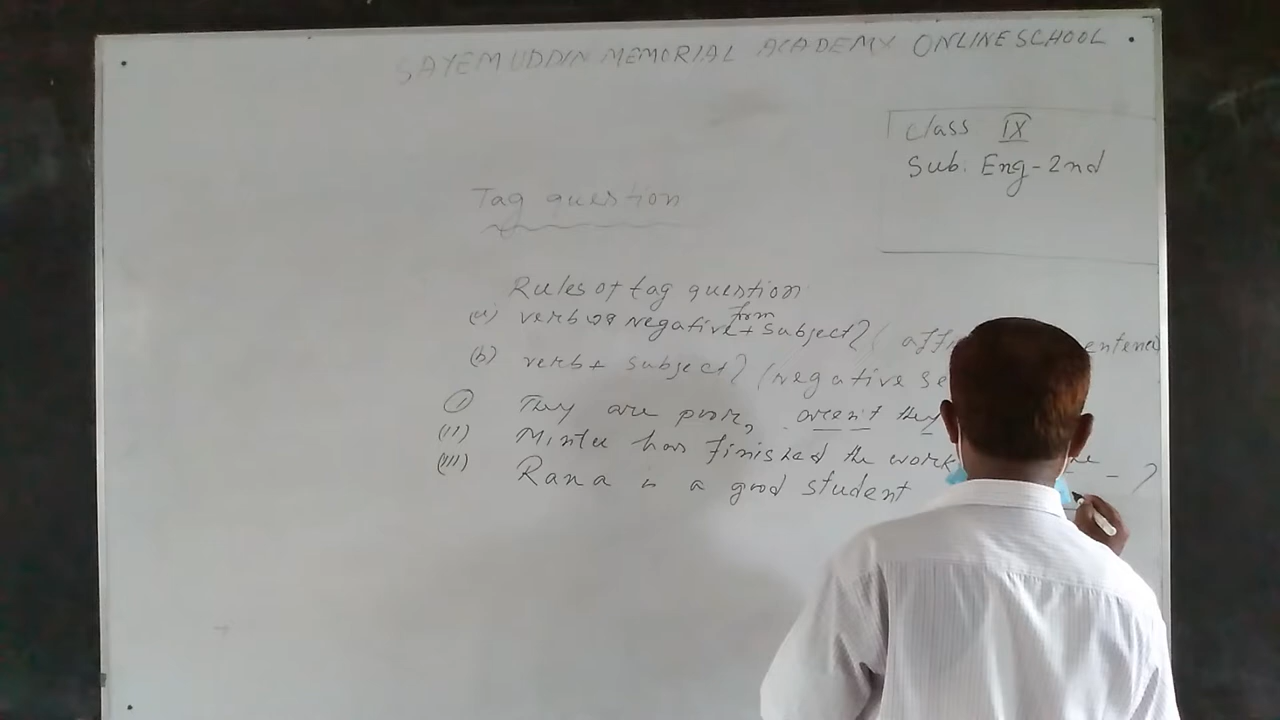 SAYEMUDDIN MEMORIAL ACADEMY ONLINE SCHOOL
Class IX
Sub. Eng-2nd
Tag question
Rules of tag question
form
(a) verb Negative + Subject? (
(b) verb + subject? (negative
(I) They are poor, aren't they
(II) Mintu has finished the work ?
(III) Rana is a good student